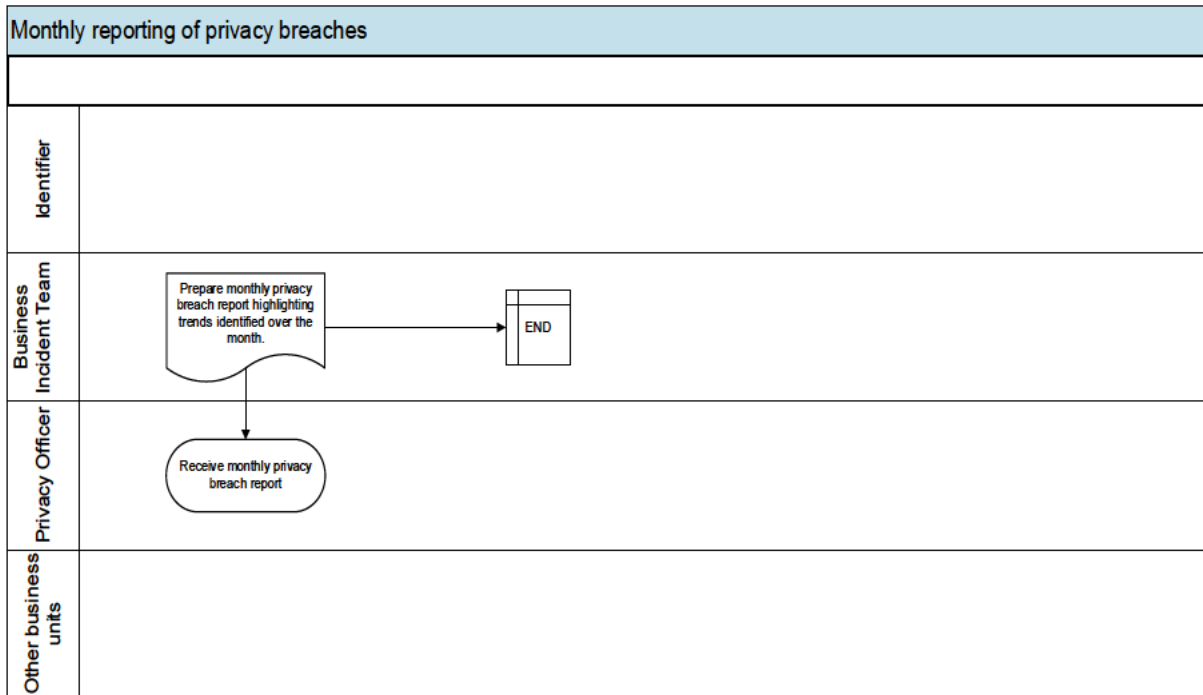 Monthly reporting of privacy breaches
Identifier
Business
Incident Team
Prepare monthly privacy
breach report highlighting
trends identified over the
month.
END
Privacy Officer
Receive monthly privacy
breach report
Other business
units